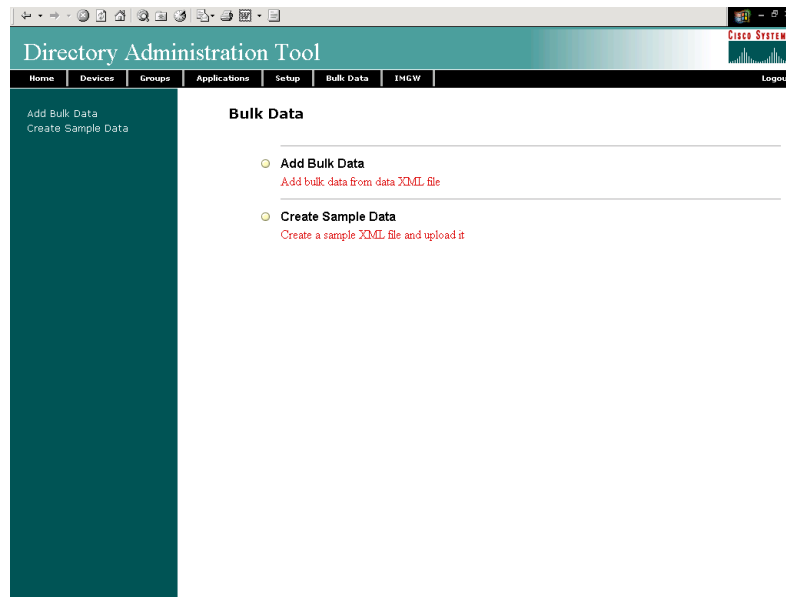 CISCO SYSTEM
Directory Administration Tool
Home Devices Groups Applications Setup Bulk Data IMGW Logou
Add Bulk Data
Create Sample Data
Bulk Data
Add Bulk Data
Add bulk data from data XML file
Create Sample Data
Create a sample XML file and upload it